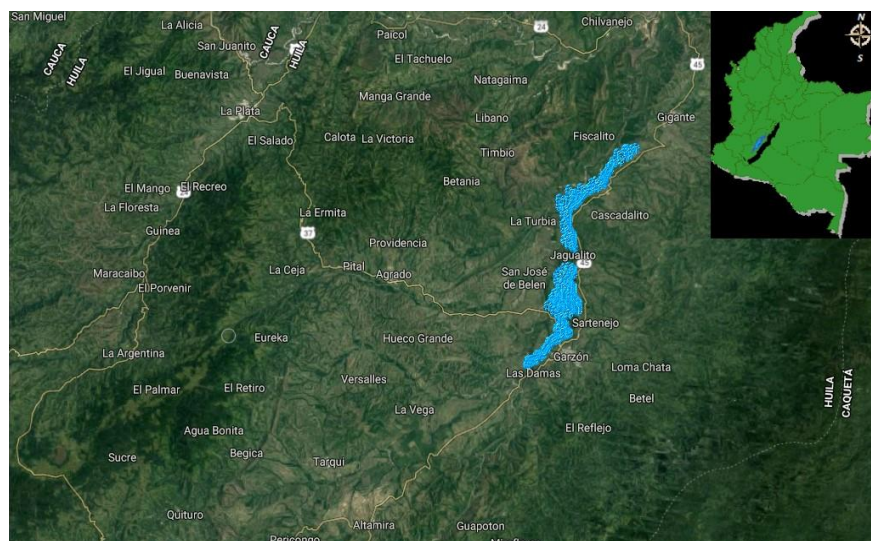 San Miguel
La Alicia
24
Chilvanejo
N
S
CAUCA
HUILA
San Juanito
CAUCA
HUILA
Paicol
El Tachuelo
45
El Jigual
Buenavista
Natagaima
Manga Grande
La Plata
Libano
Gigante
El Salado
Calota
La Victoria
Fiscalito
Timbío
El Mango
El Recreo
Betania
La Floresta
La Ermita
La Turbia
Cascadalito
Guinea
37
Providencia
Jagualito
45
Maracaibo
La Ceja
Pital
Agrado
San José
de Belen
El Porvenir
Sartenejo
Eureka
Hueco Grande
La Argentina
Garzón
Las Damas
Loma Chata
El Palmar
El Retiro
Versalles
Betel
HUILA
CAQUETÁ
La Vega
Agua Bonita
El Reflejo
Sucre
Begica
Tarqui
Quituro
Altamira
Guapoton
Pericongo